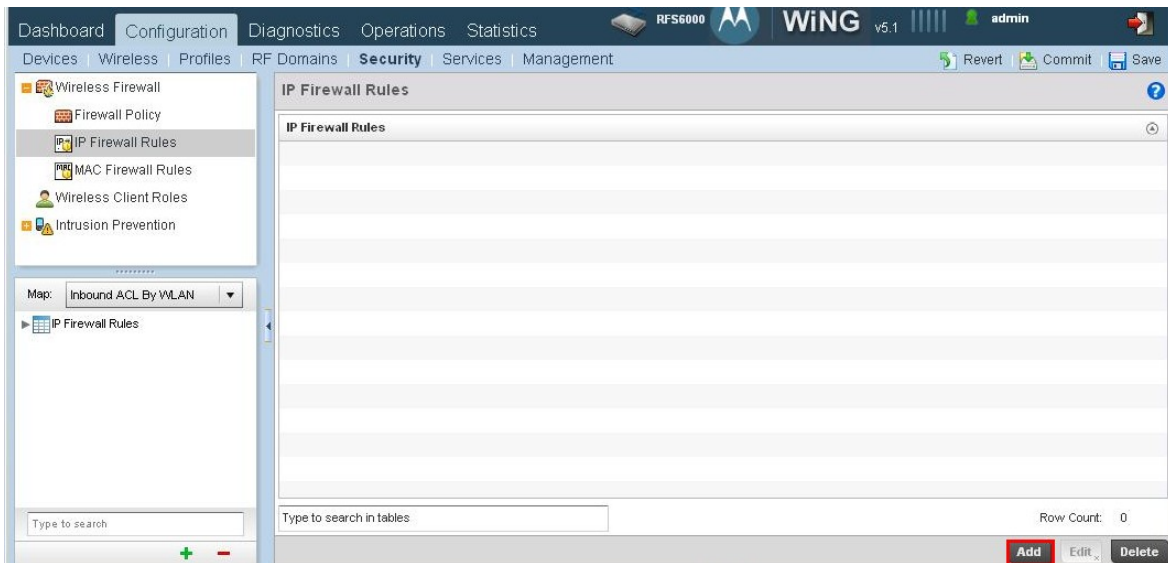 Dashboard Configuration Diagnostics Operations Statistics RFS6000 WiNG v5.1 admin
Devices Wireless Profiles RF Domains Security Services Management Revert Commit Save
Wireless Firewall
Firewall Policy
IP Firewall Rules
MAC Firewall Rules
Wireless Client Roles
Intrusion Prevention
Map: Inbound ACL By WLAN
IP Firewall Rules
Type to search
IP Firewall Rules
IP Firewall Rules
Type to search in tables Row Count: 0
Add Edit Delete